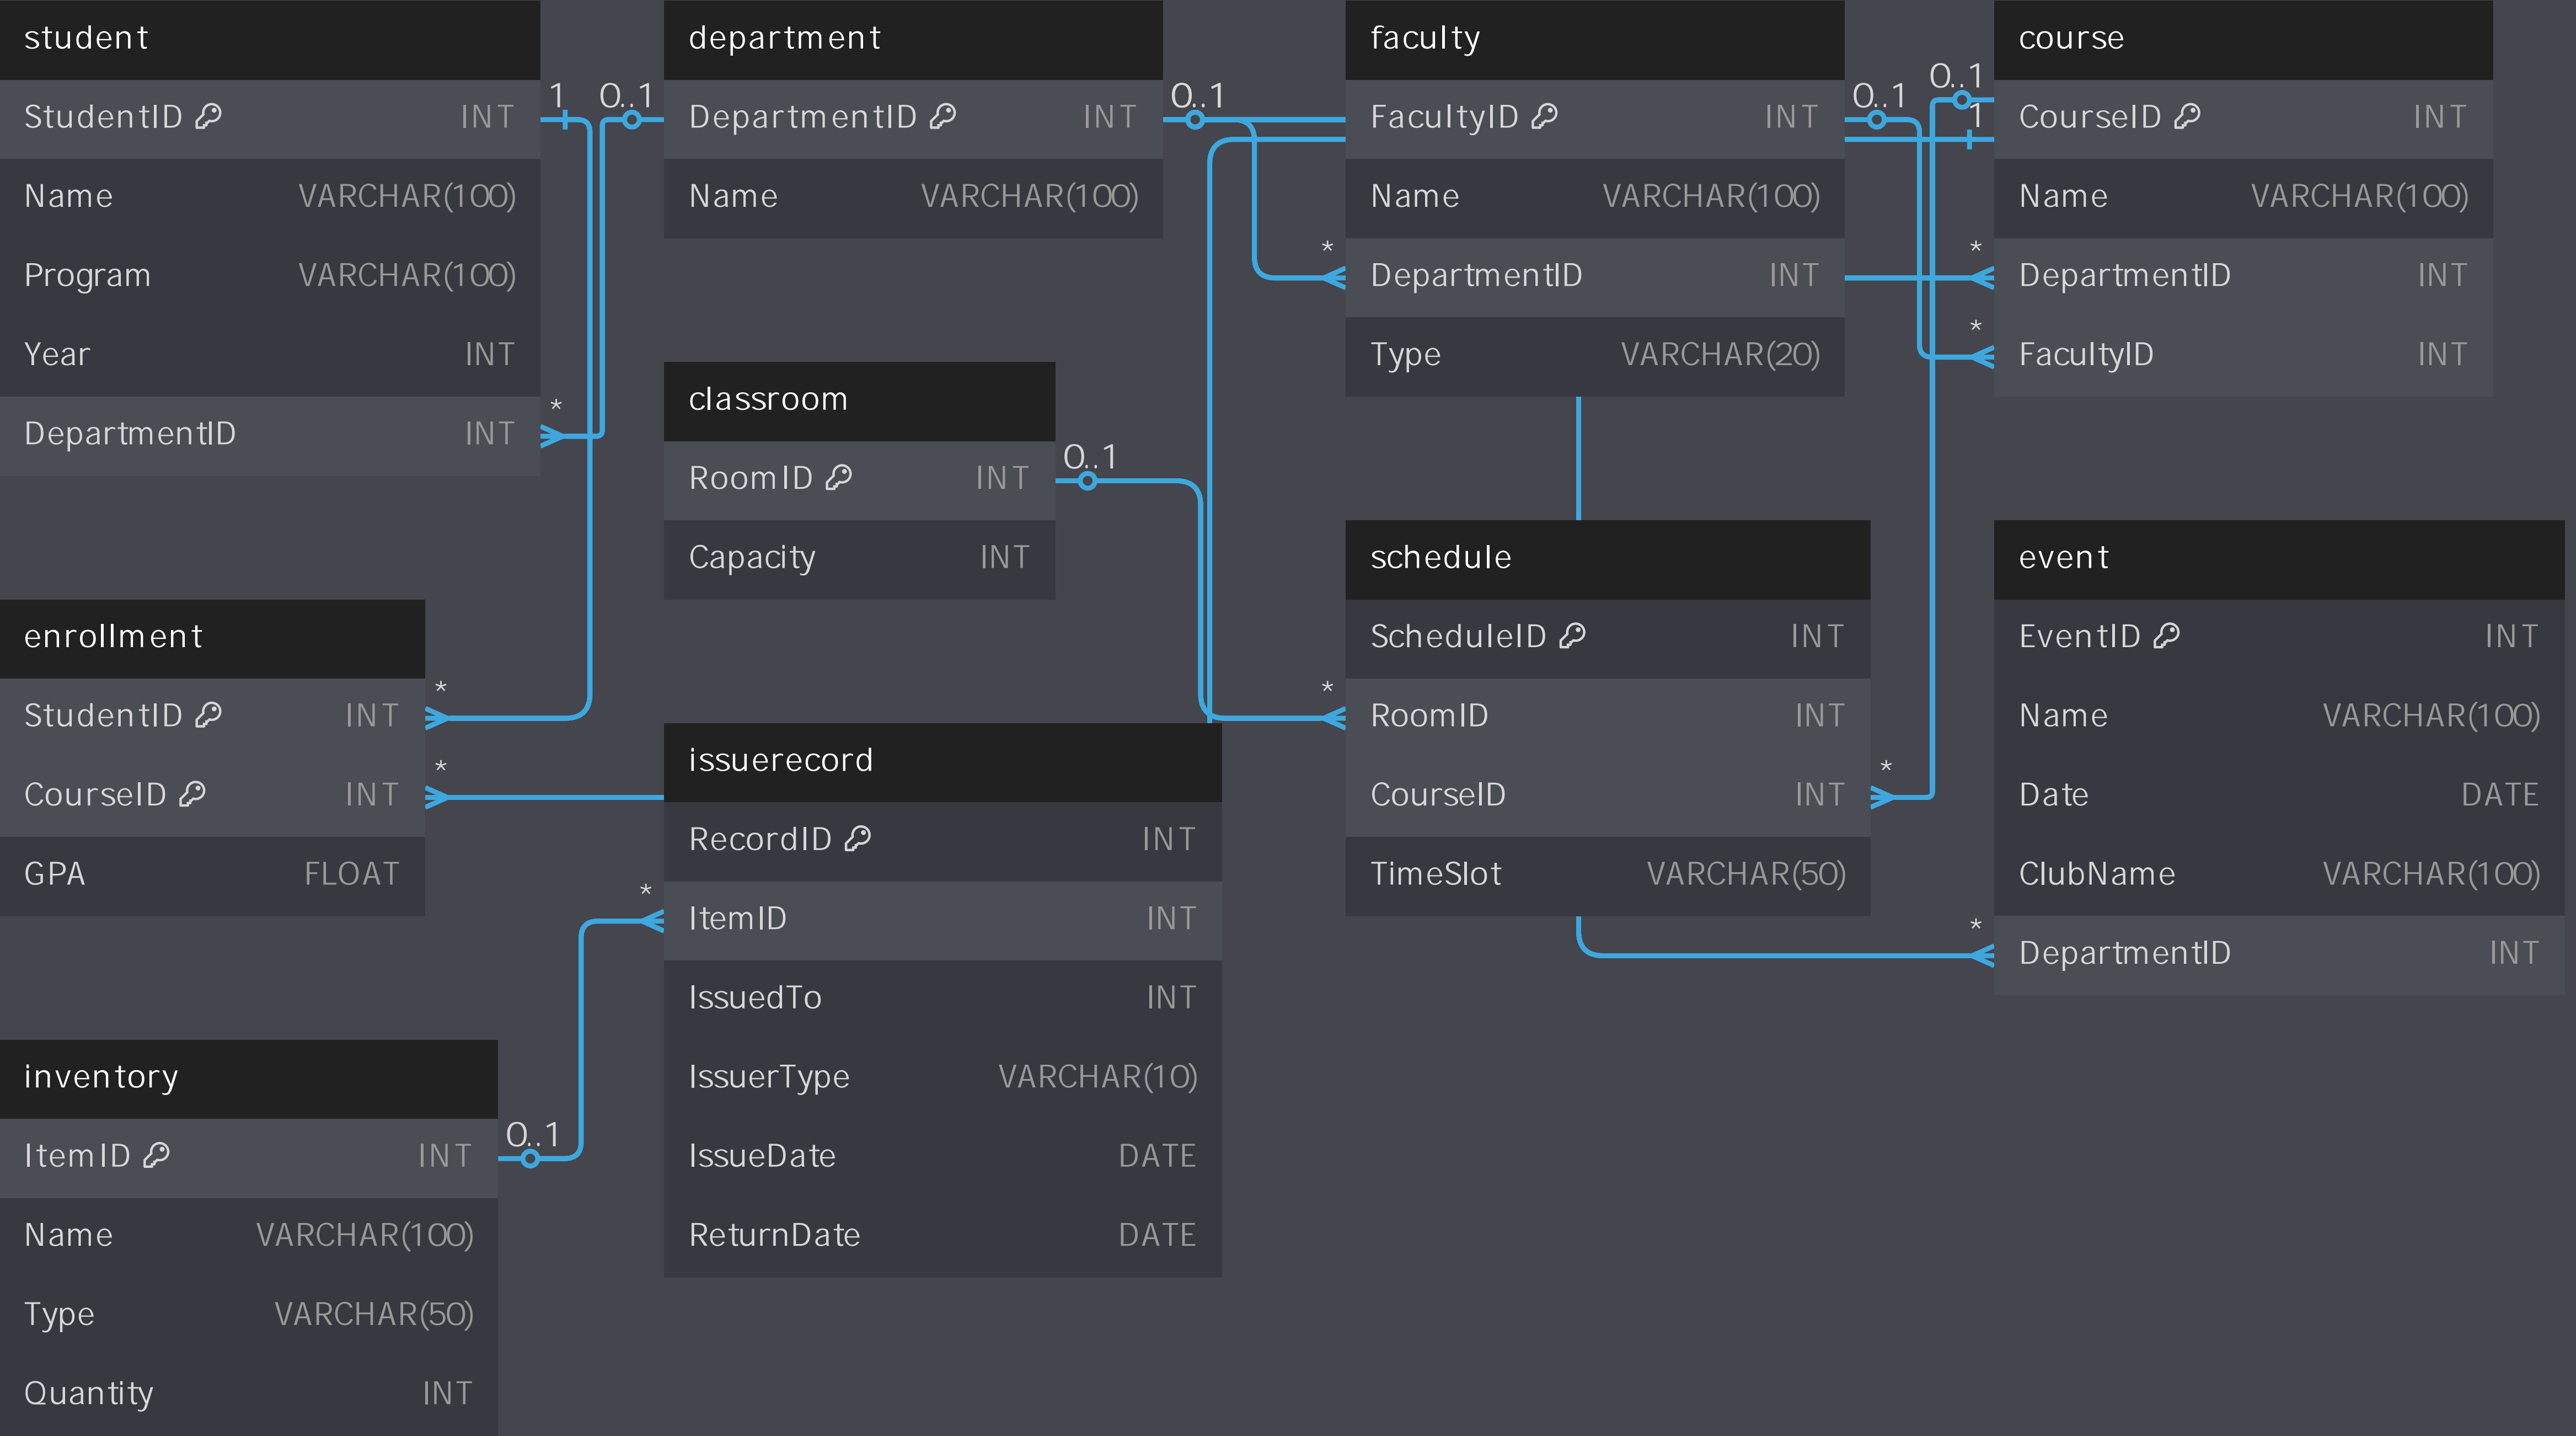 student
StudentID INT
Name VARCHAR(100)
Program VARCHAR(100)
Year INT
DepartmentID INT
1
*
0..1
department
DepartmentID INT
Name VARCHAR(100)
0..1
*
faculty
FacultyID INT
Name VARCHAR(100)
DepartmentID INT
Type VARCHAR(20)
0..1
0..1
1
*
*
course
CourseID INT
Name VARCHAR(100)
DepartmentID INT
FacultyID INT
classroom
RoomID INT
Capacity INT
0..1
*
schedule
ScheduleID INT
RoomID INT
CourseID INT
TimeSlot VARCHAR(50)
*
*
event
EventID INT
Name VARCHAR(100)
Date DATE
ClubName VARCHAR(100)
DepartmentID INT
enrollment
StudentID INT
CourseID INT
GPA FLOAT
*
*
*
issuerecord
RecordID INT
ItemID INT
IssuedTo INT
IssuerType VARCHAR(10)
IssueDate DATE
ReturnDate DATE
inventory
ItemID INT
Name VARCHAR(100)
Type VARCHAR(50)
Quantity INT
0..1